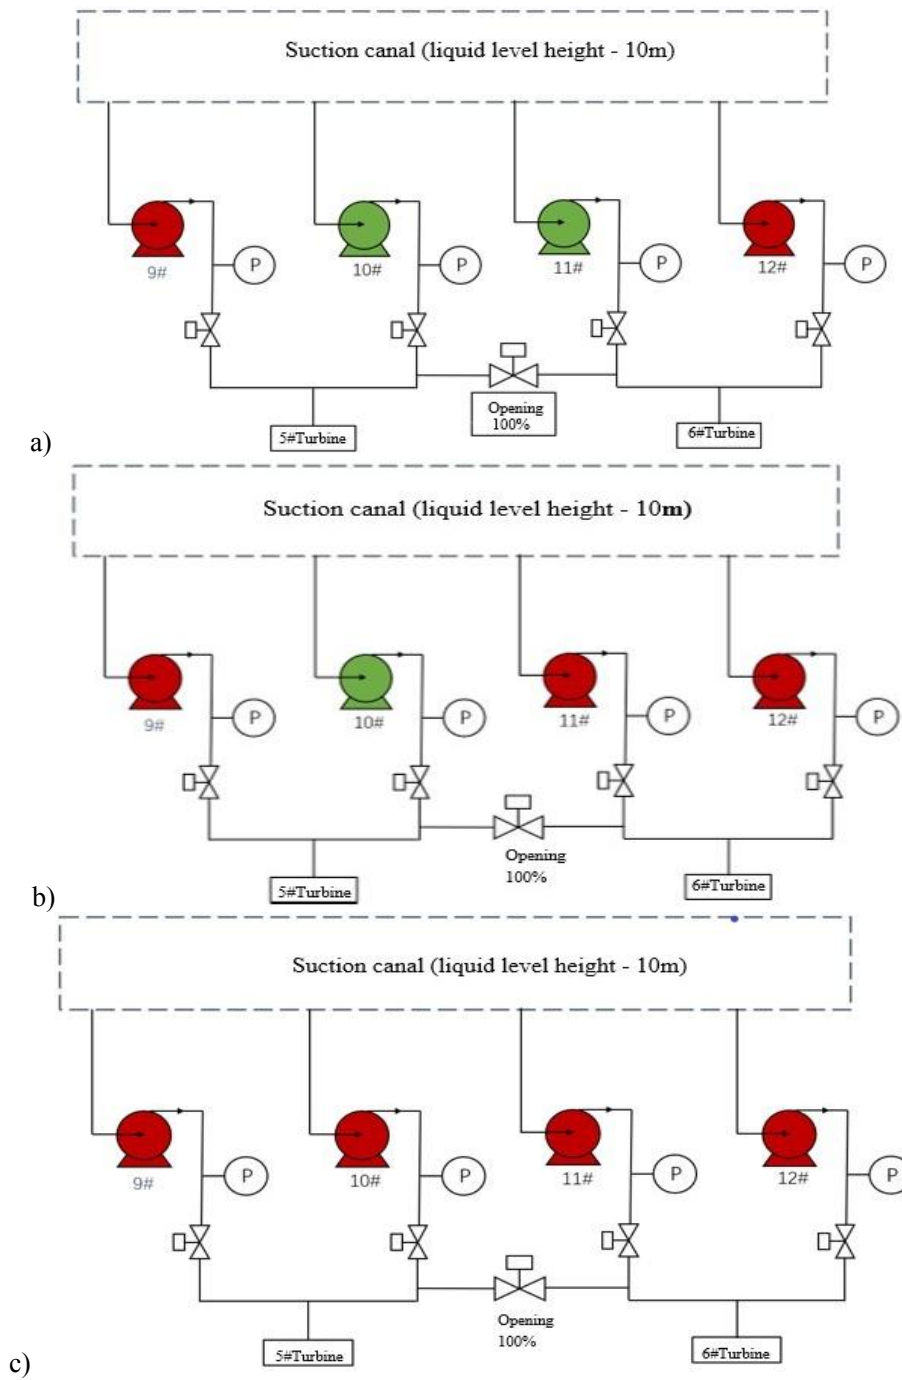 Suction canal (liquid level height - 10m)
P
P
P
P
9#
10#
11#
12#
Opening
100%
5#Turbine
6#Turbine
a)
Suction canal (liquid level height - 10m)
P
P
P
P
9#
10#
11#
12#
Opening
100%
5#Turbine
6#Turbine
b)
Suction canal (liquid level height - 10m)
P
P
P
P
9#
10#
11#
12#
Opening
100%
5#Turbine
6#Turbine
c)